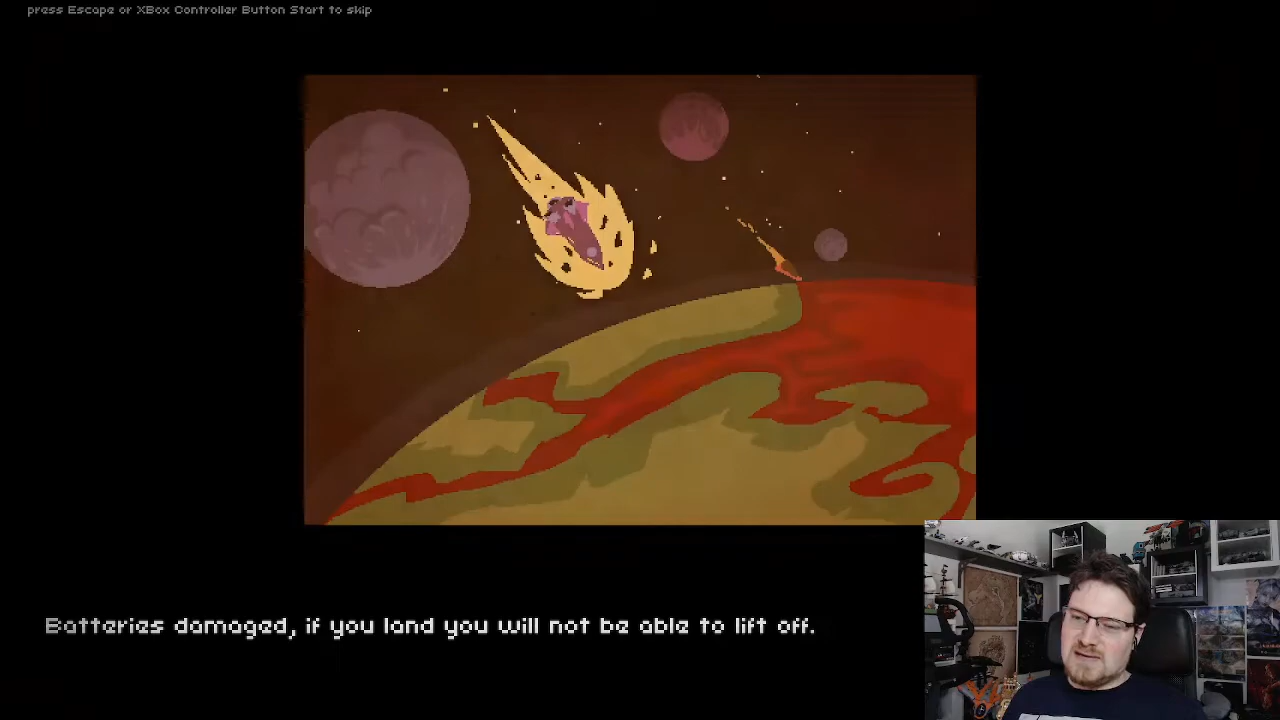 press Escape or XBox Controller Button Start to skip
Batteries damaged, if you land you will not be able to lift off.